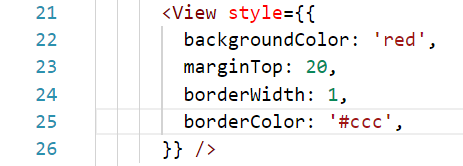 21 <View style={{
22 backgroundColor: 'red',
23 marginTop: 20,
24 borderWidth: 1,
25 borderColor: '#ccc',
26 }} />